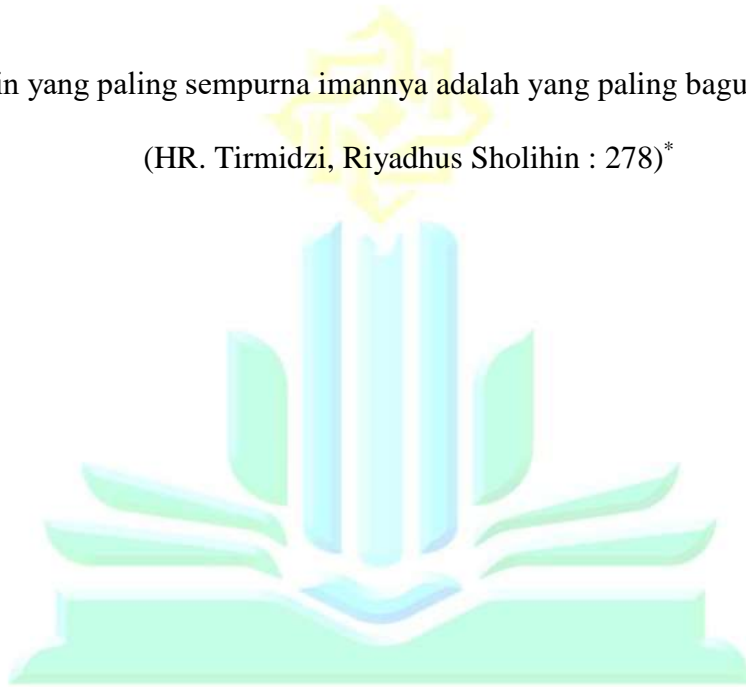 in yang paling sempurna imannya adalah yang paling bagu
(HR. Tirmidzi, Riyadhus Sholihin : 278)*